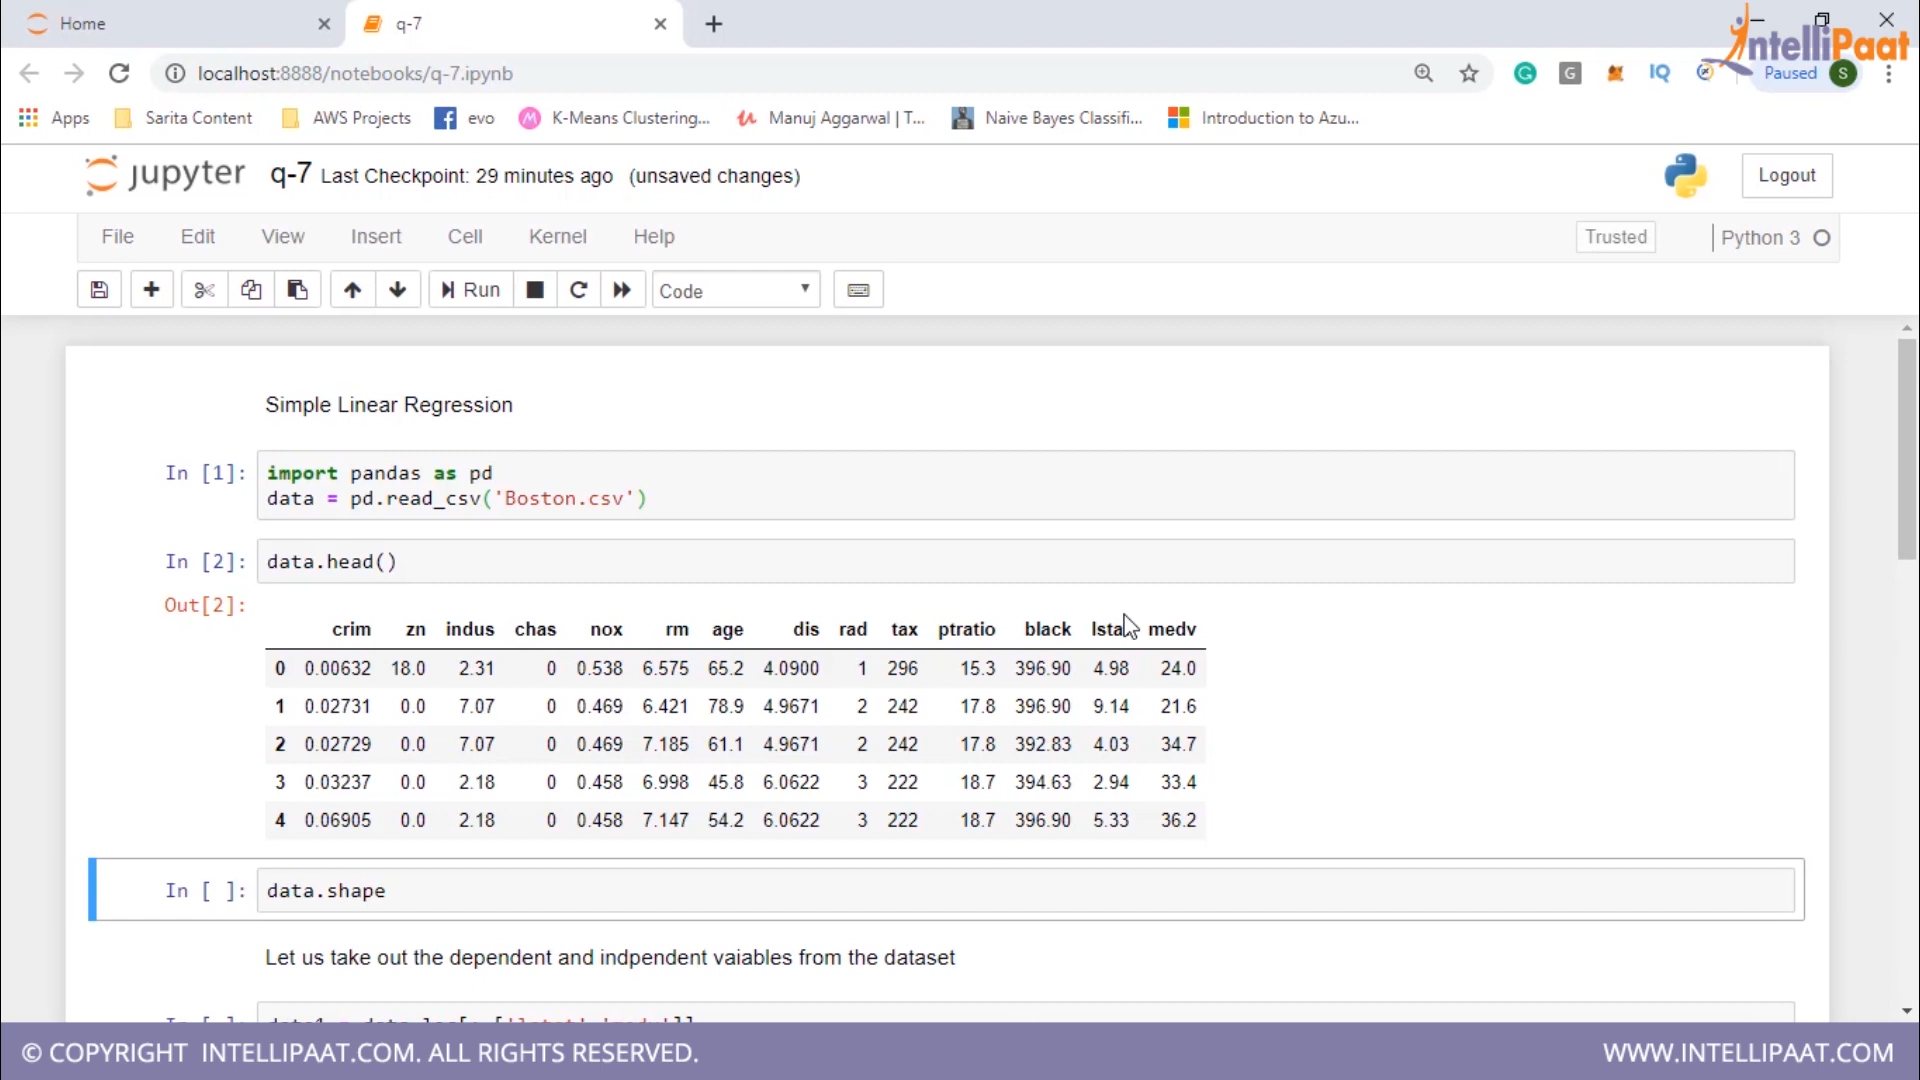 Home
q-7
IntelliPaat
localhost:8888/notebooks/q-7.ipynb
G
IQ
Paused
S
Apps
Sarita Content
AWS Projects
evo
K-Means Clustering...
Manuj Aggarwal | T...
Naive Bayes Classifi...
Introduction to Azu...
jupyter q-7 Last Checkpoint: 29 minutes ago (unsaved changes)
Logout
File Edit View Insert Cell Kernel Help
Trusted
Python 3
Run
Code
Simple Linear Regression
In [1]: import pandas as pd
data = pd.read_csv('Boston.csv')
In [2]: data.head()
Out[2]:
crim zn indus chas nox rm age dis rad tax ptratio black medv
0 0.00632 18.0 2.31 0 0.538 6.575 65.2 4.0900 1 296 15.3 396.90 4.98 24.0
1 0.02731 0.0 7.07 0 0.469 6.421 78.9 4.9671 2 242 17.8 396.90 9.14 21.6
2 0.02729 0.0 7.07 0 0.469 7.185 61.1 4.9671 2 242 17.8 392.83 4.03 34.7
3 0.03237 0.0 2.18 0 0.458 6.998 45.8 6.0622 3 222 18.7 394.63 2.94 33.4
4 0.06905 0.0 2.18 0 0.458 7.147 54.2 6.0622 3 222 18.7 396.90 5.33 36.2
In [ ]: data.shape
Let us take out the dependent and indpendent vaiables from the dataset
© COPYRIGHT INTELLIPAAT.COM. ALL RIGHTS RESERVED.
WWW.INTELLIPAAT.COM